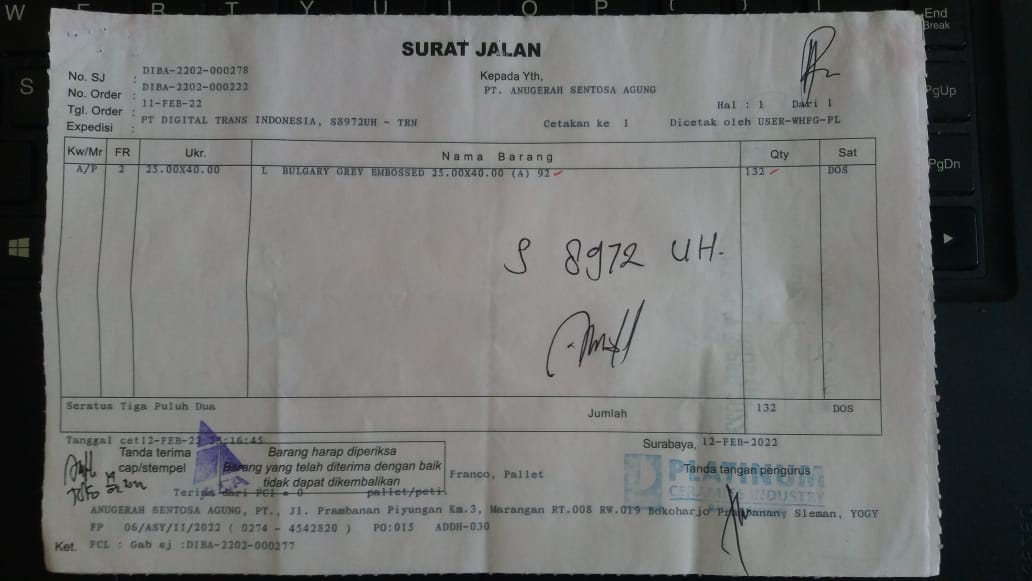 W E R T Y U I O P
End
Break
S
PgUp
PgDn
SURAT JALAN
No. SJ : DIBA-2202-000278
No. Order : DIBA-2202-000222
Tgl. Order : 11-FEB-22
Expedisi : PT DIGITAL TRANS INDONESIA, S8972UH - TRN
Kepada Yth,
PT. ANUGERAH SENTOSA AGUNG
Hal : 1 Dari 1
Cetakan ke 1 Dicetak oleh USER-WHFG-PL
Kw/Mr FR Ukr. Nama Barang Qty Sat
A/P 2 25.00X40.00 L BULGARY GREY EMBOSSED 25.00X40.00 (A) 92 132 DOS
S 8972 UH.
Seratus Tiga Puluh Dua Jumlah 132 DOS
Tanggal cet12-FEB-22 :16:45
Surabaya, 12-FEB-2022
Tanda terima
cap/stempel
Barang harap diperiksa
Barang yang telah diterima dengan baik
tidak dapat dikembalikan
Franco, Pallet
Tanda tangan pengurus
PLATINUM
CERAMICS INDUSTRY
Terima dari PCI = 0 pallet/peti.
ANUGERAH SENTOSA AGUNG, PT., Jl. Prambanan Piyungan Km.3, Marangan RT.008 RW.019 Bokoharjo Prambanan, Sleman, YOGY
FP 06/ASY/II/2022 ( 0274 - 4542820 ) PO:015 ADDH-030
Ket. FCL : Gab sj :DIBA-2202-000277